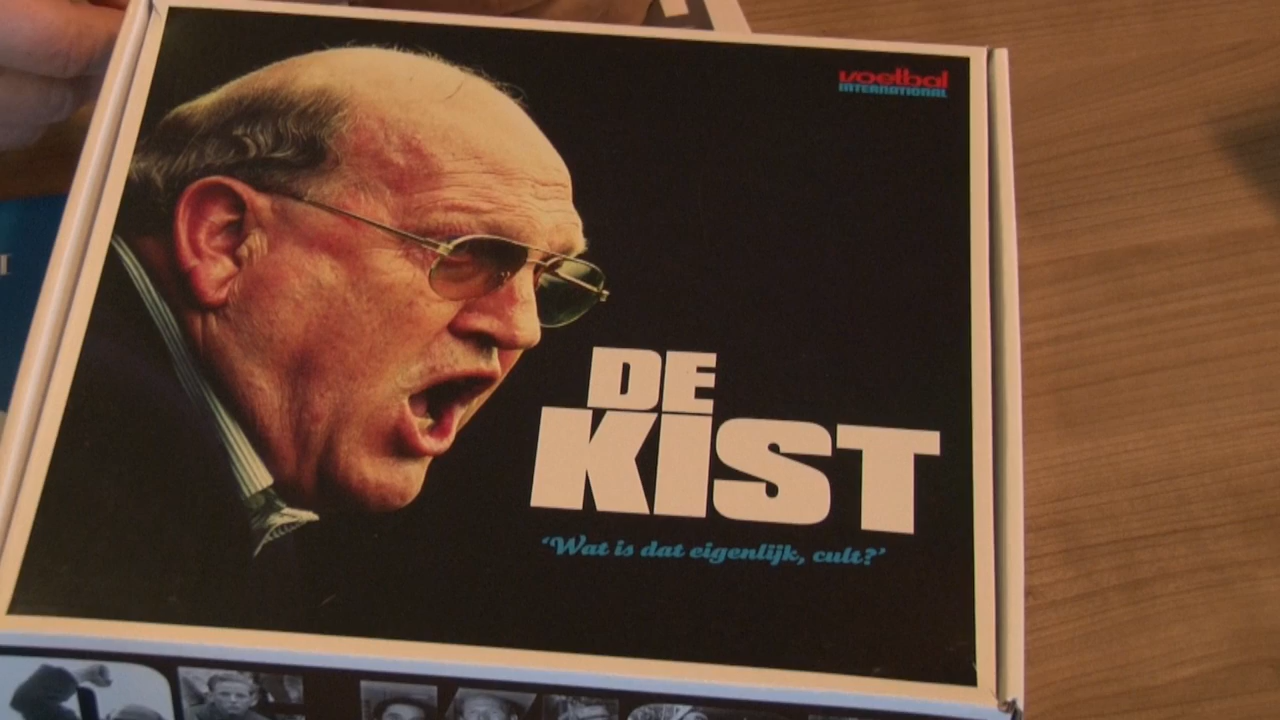 voetbal
INTERNATIONAL
DE
KIST
‘Wat is dat eigenlijk, cult?’